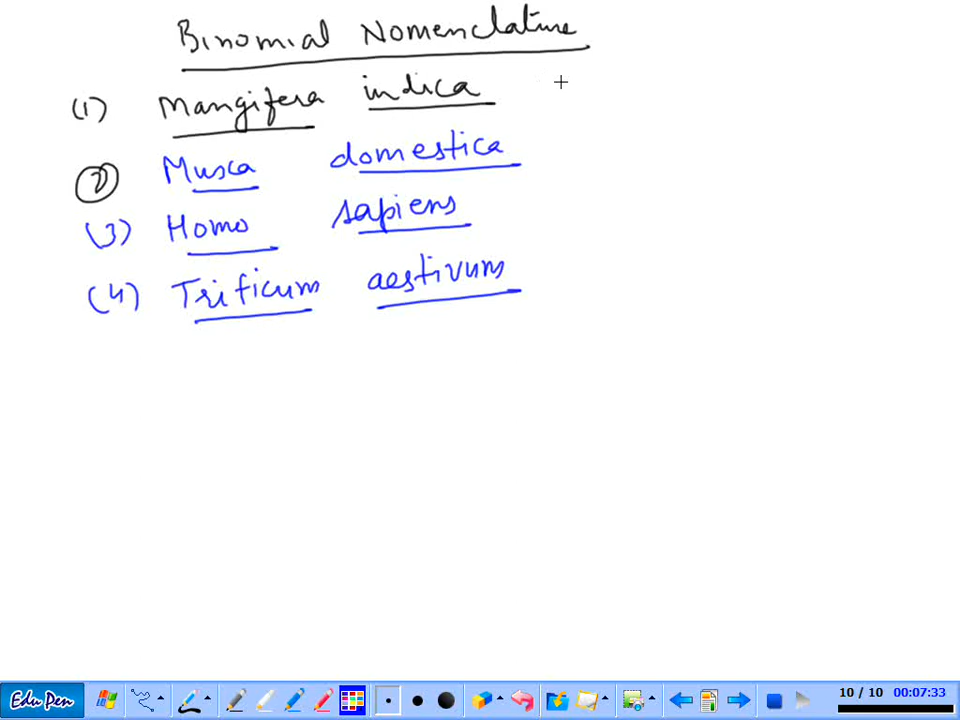 Binomial Nomenclature
(1) Mangifera indica
(2) Musca domestica
(3) Homo sapiens
(4) Trificum aestivum
Edu Pen
10 / 10 00:07:33